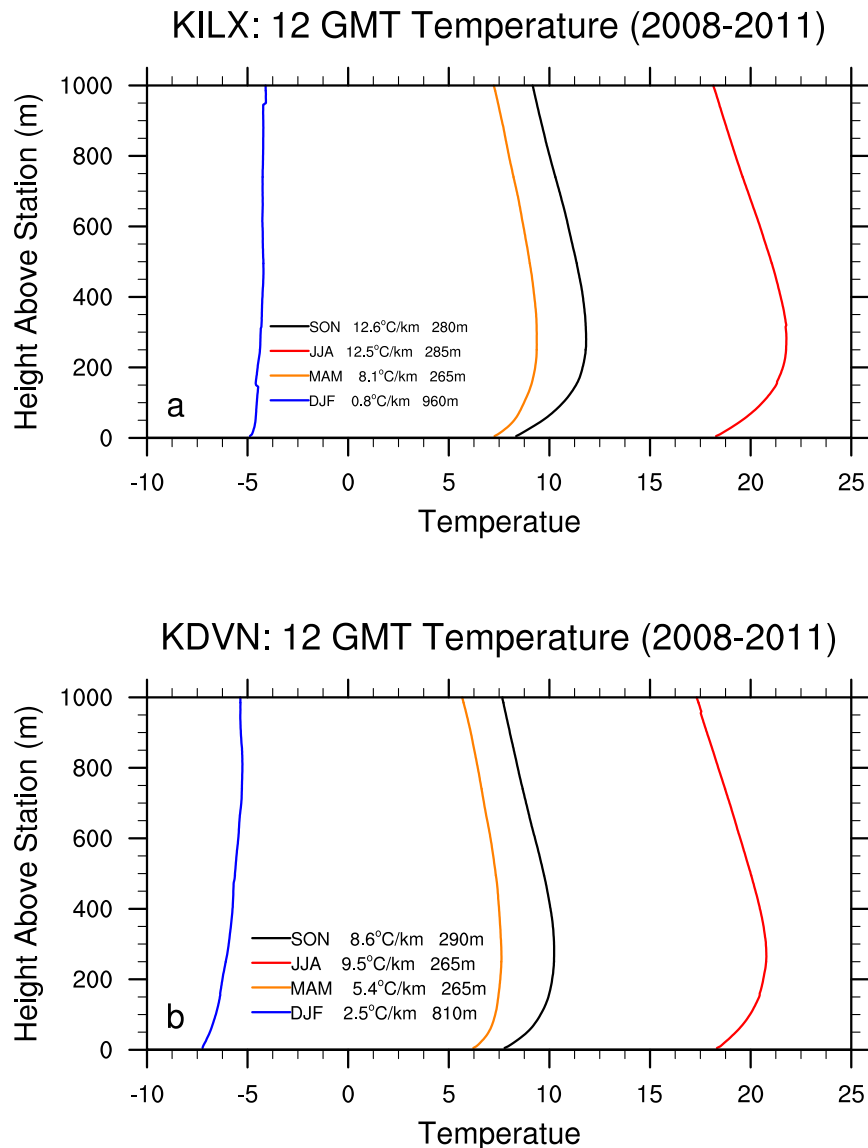 KILX: 12 GMT Temperature (2008-2011)
Height Above Station (m)
1000
800
600
400
200
0
SON 12.6°C/km 280m
JJA 12.5°C/km 285m
MAM 8.1°C/km 265m
DJF 0.8°C/km 960m
a
-10 -5 0 5 10 15 20 25
Temperatue
KDVN: 12 GMT Temperature (2008-2011)
Height Above Station (m)
1000
800
600
400
200
0
SON 8.6°C/km 290m
JJA 9.5°C/km 265m
MAM 5.4°C/km 265m
DJF 2.5°C/km 810m
b
-10 -5 0 5 10 15 20 25
Temperatue